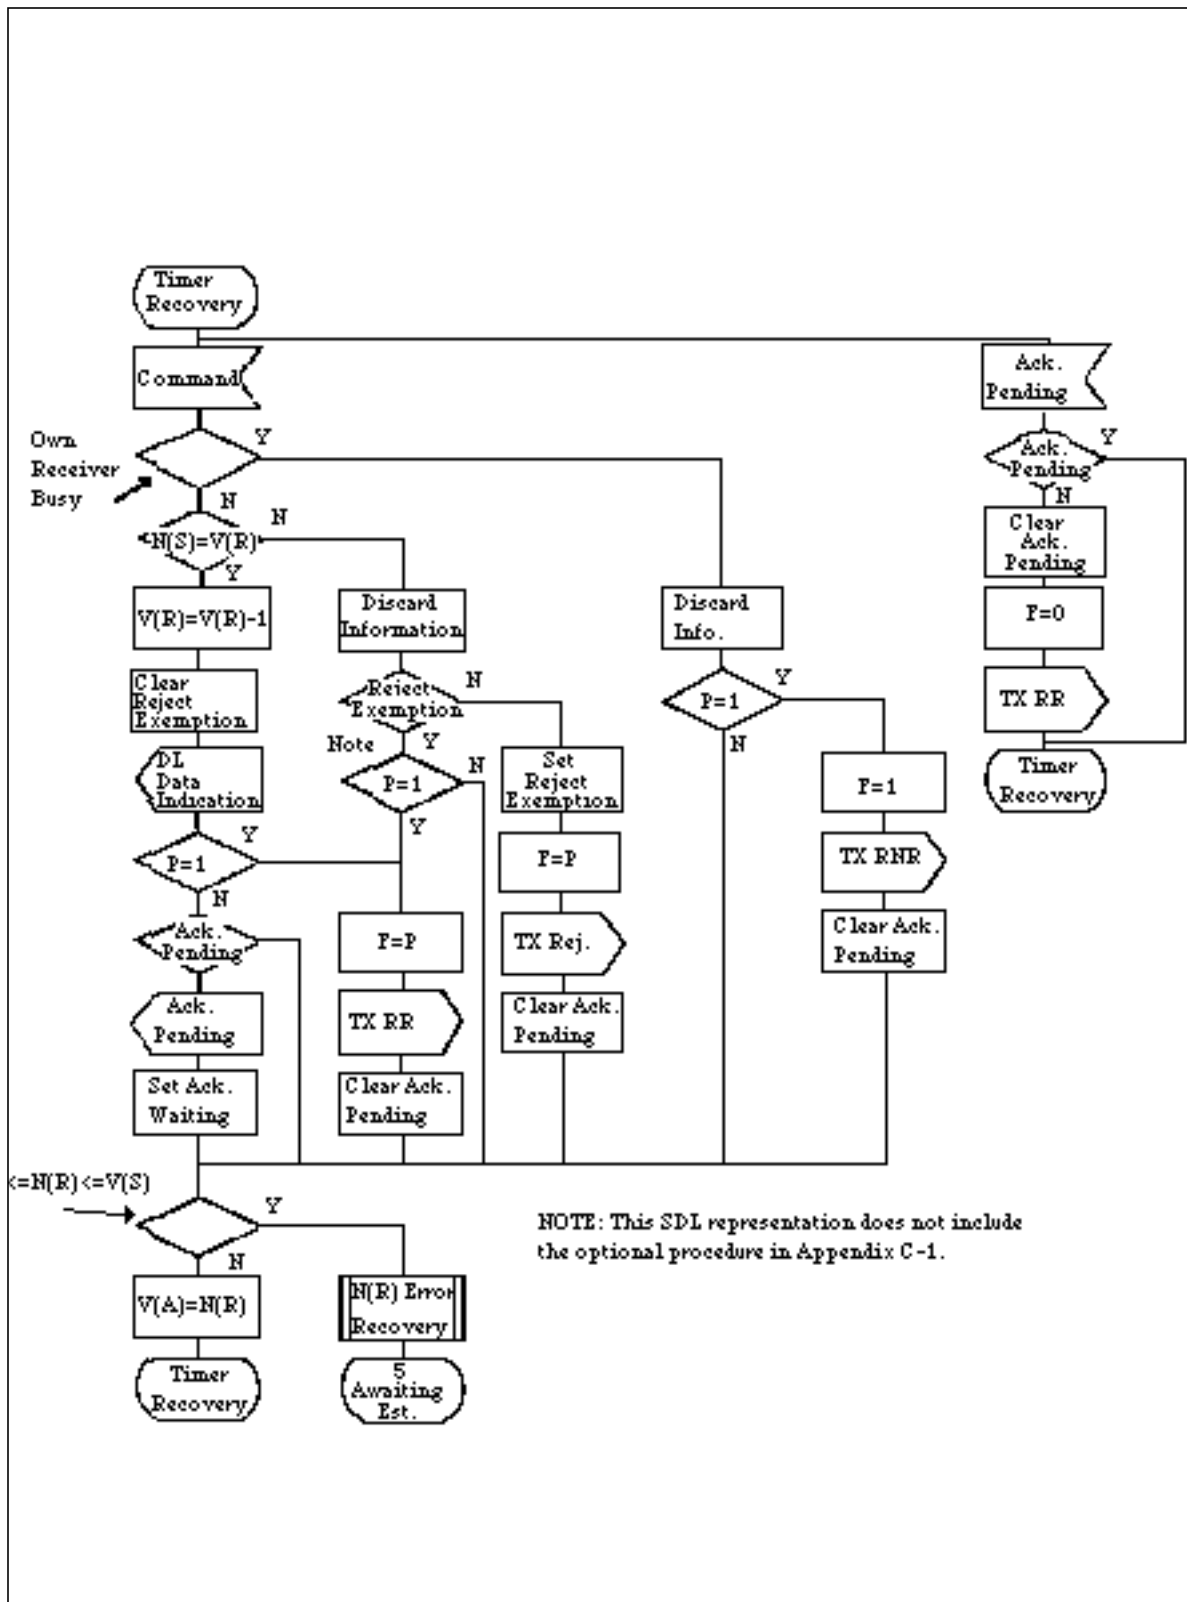 Timer
Recovery
Command
Own
Receiver
Busy
Y
N
N(S)=V(R)
N
Y
V(R)=V(R)-1
Clear
Reject
Exemption
DL
Data
Indication
P=1
Y
N
Ack.
Pending
Ack.
Pending
Set Ack.
Waiting
<=N(R)<=V(S)
Y
N
V(A)=N(R)
Timer
Recovery
N(R) Error
Recovery
5
Awaiting
Est.
Discard
Information
Reject
Exemption
N
Y
Note
P=1
N
Y
F=P
TX RR
Clear Ack.
Pending
Set
Reject
Exemption
F=P
TX Rej.
Clear Ack.
Pending
Discard
Info.
P=1
Y
N
F=1
TX RNR
Clear Ack.
Pending
Ack.
Pending
Ack.
Pending
Y
N
Clear
Ack.
Pending
F=0
TX RR
Timer
Recovery
NOTE: This SDL representation does not include
the optional procedure in Appendix C-1.